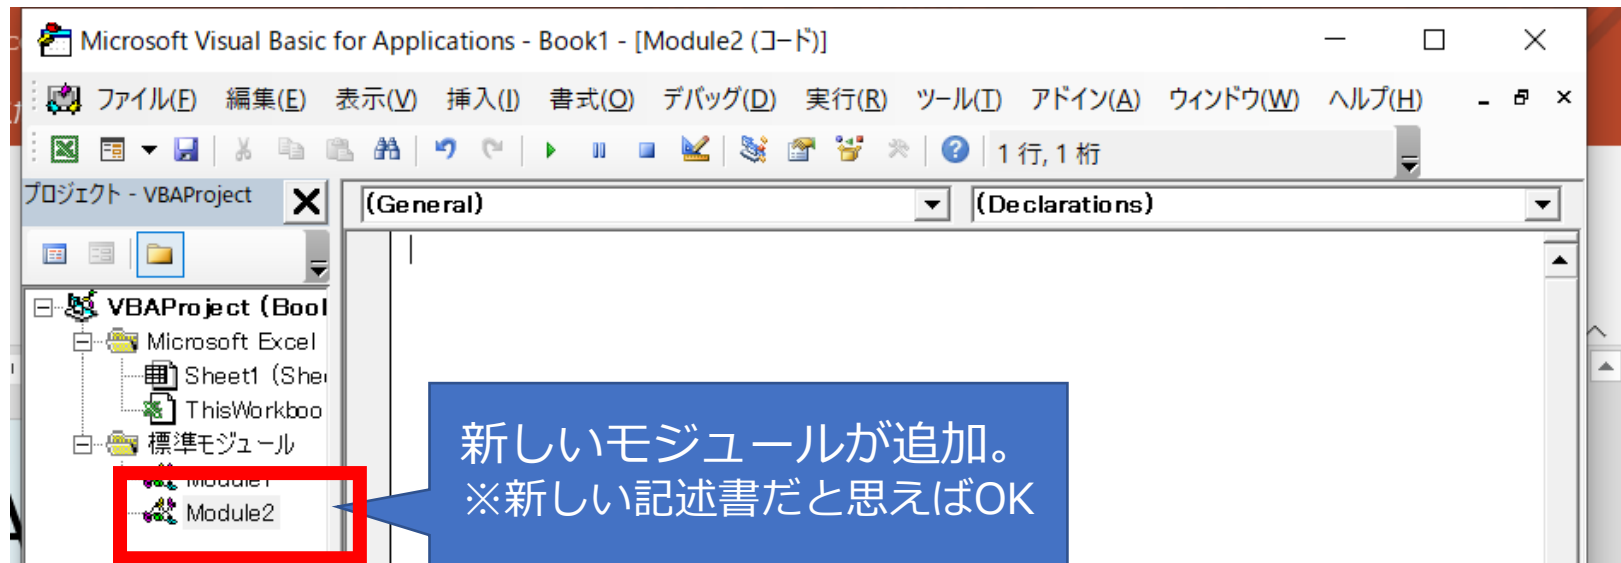 Microsoft Visual Basic for Applications - Book1 - [Module2 (コード)]
ファイル(F) 編集(E) 表示(V) 挿入(I) 書式(O) デバッグ(D) 実行(R) ツール(T) アドイン(A) ウィンドウ(W) ヘルプ(H)
1 行, 1 桁
プロジェクト - VBAProject
(General) (Declarations)
VBAProject (Book
Microsoft Excel
Sheet1 (Shee
ThisWorkboo
標準モジュール
Module1
Module2
新しいモジュールが追加。
※新しい記述書だと思えばOK